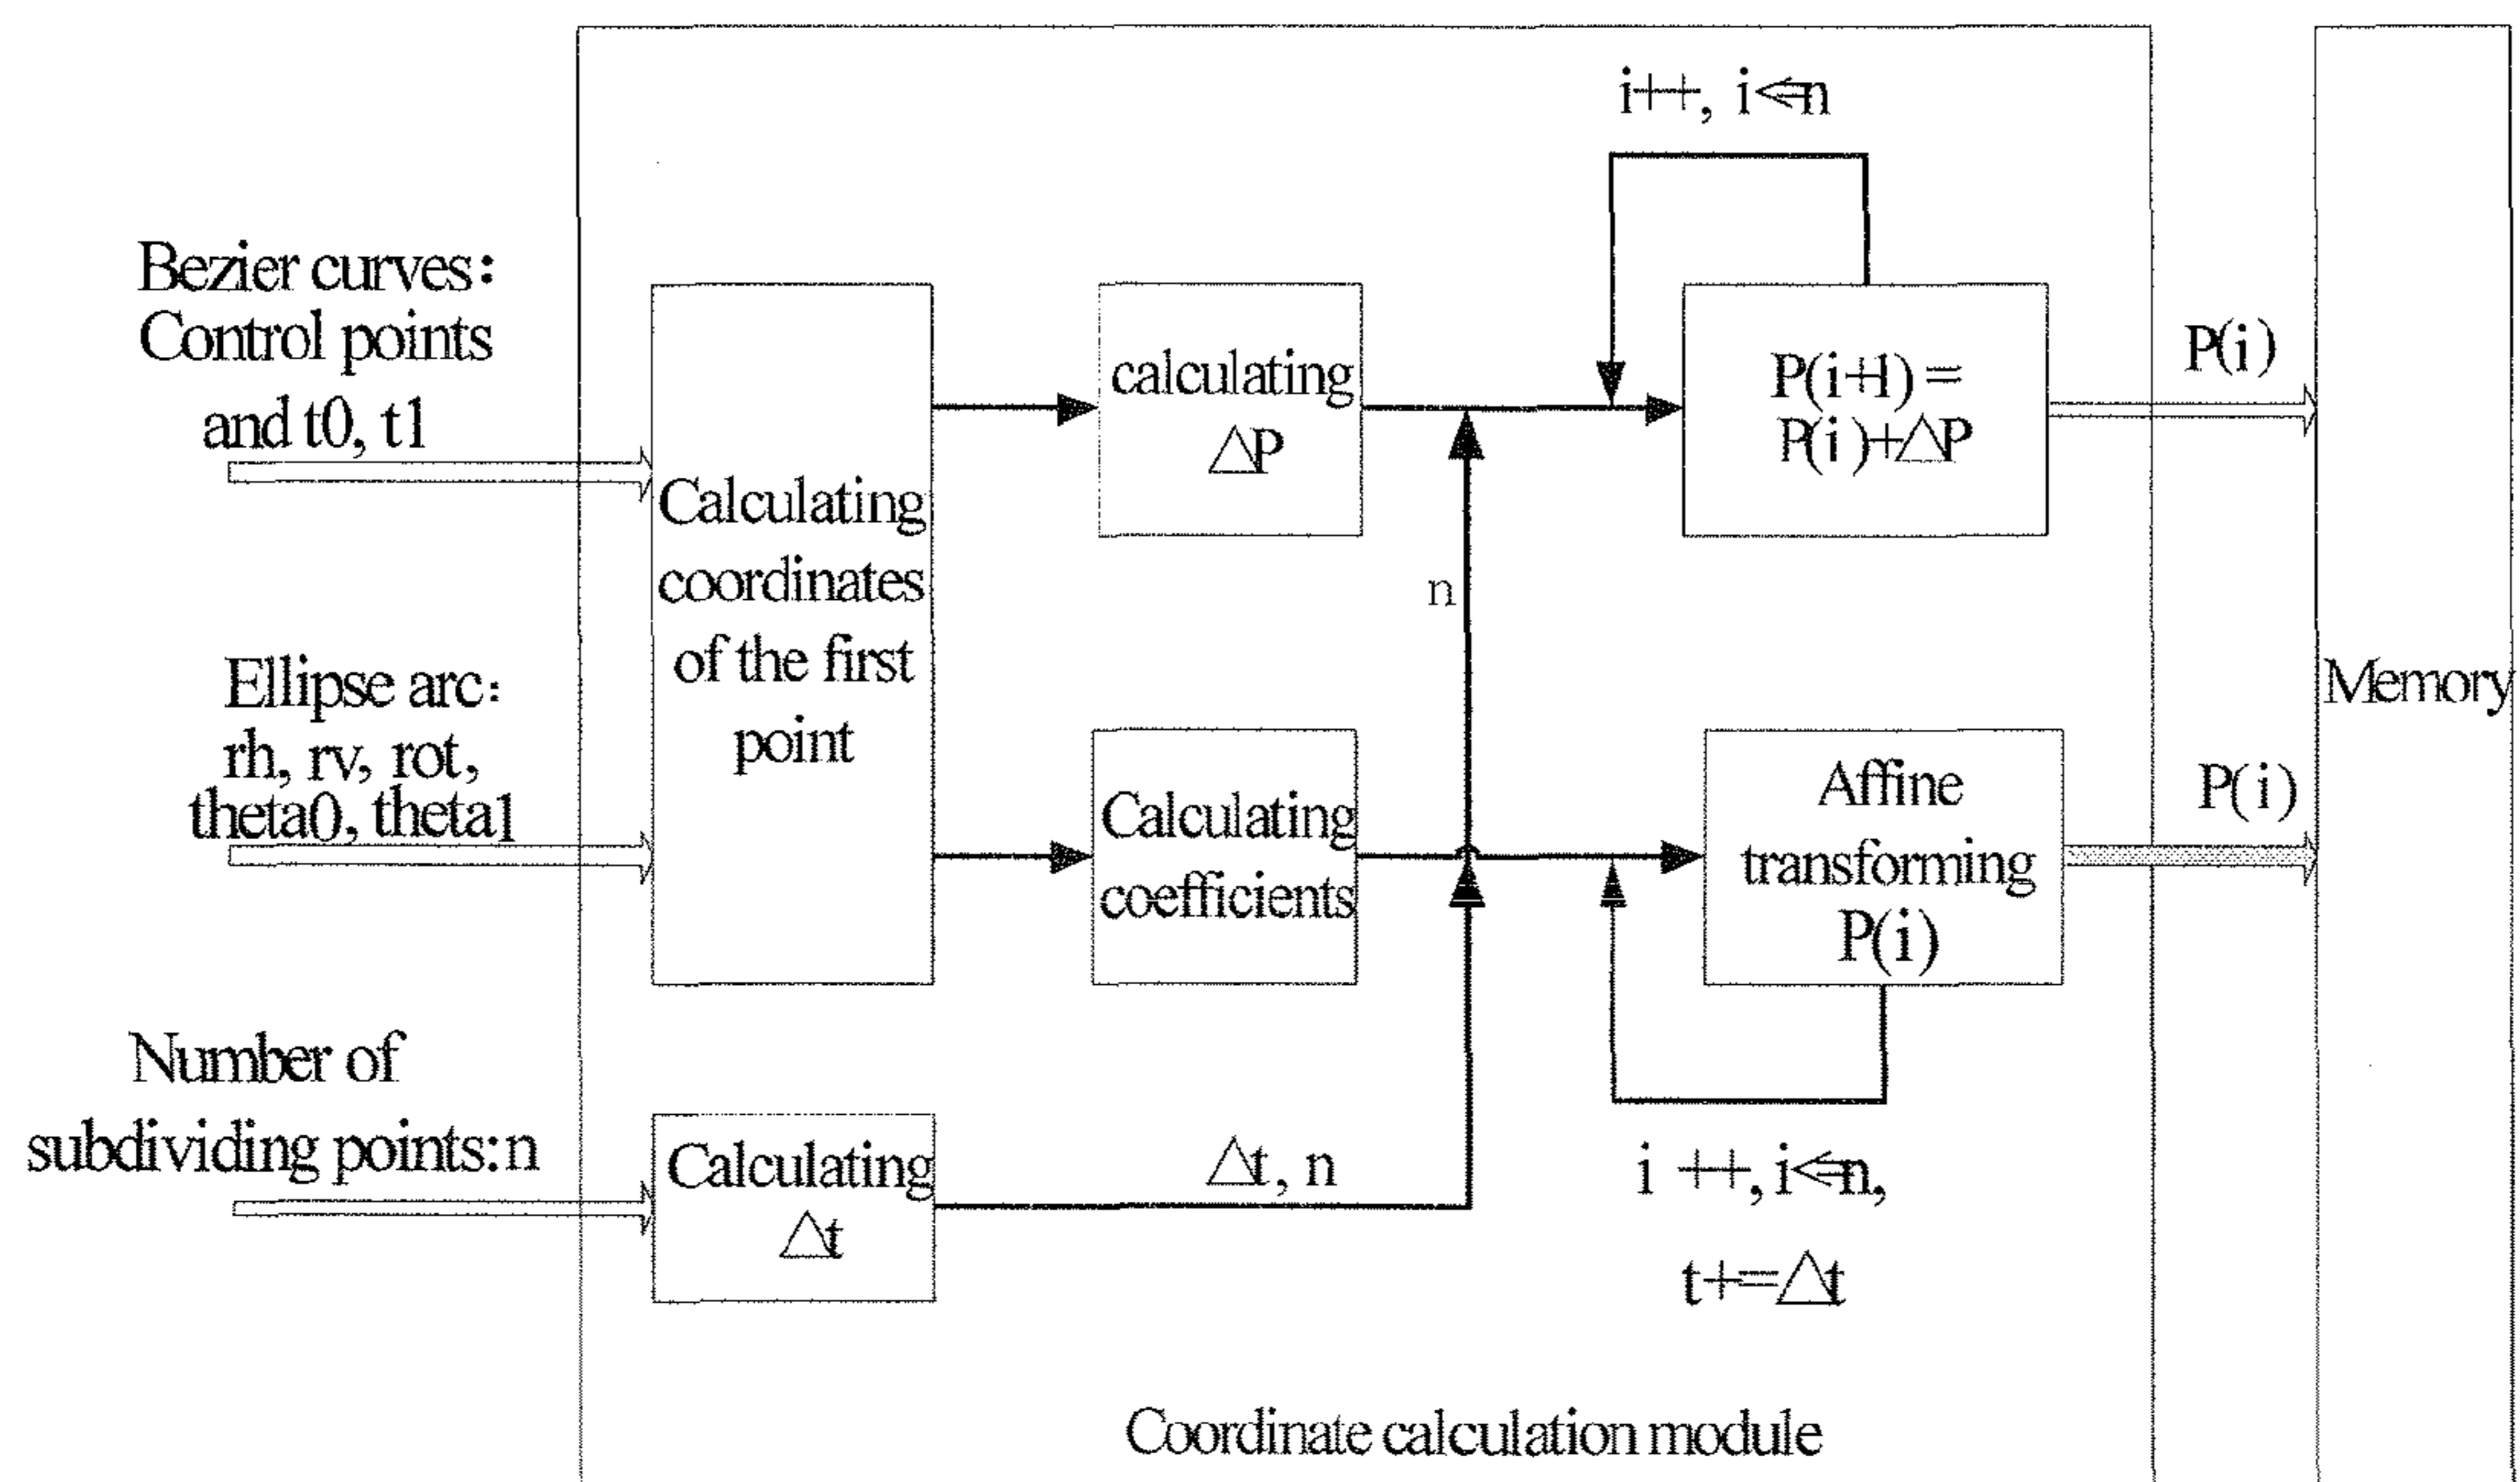 i++, i<=n
Bezier curves:
Control points
and t0, t1
calculating
△P
P(i+1) =
P(i)+△P
P(i)
Calculating
coordinates
of the first
point
n
Ellipse arc:
rh, rv, rot,
theta0, theta1
Calculating
coefficients
Affine
transforming
P(i)
P(i)
Memory
Number of
subdividing points:n
Calculating
△t
△t, n
i ++, i<=n,
t+=△t
Coordinate calculation module